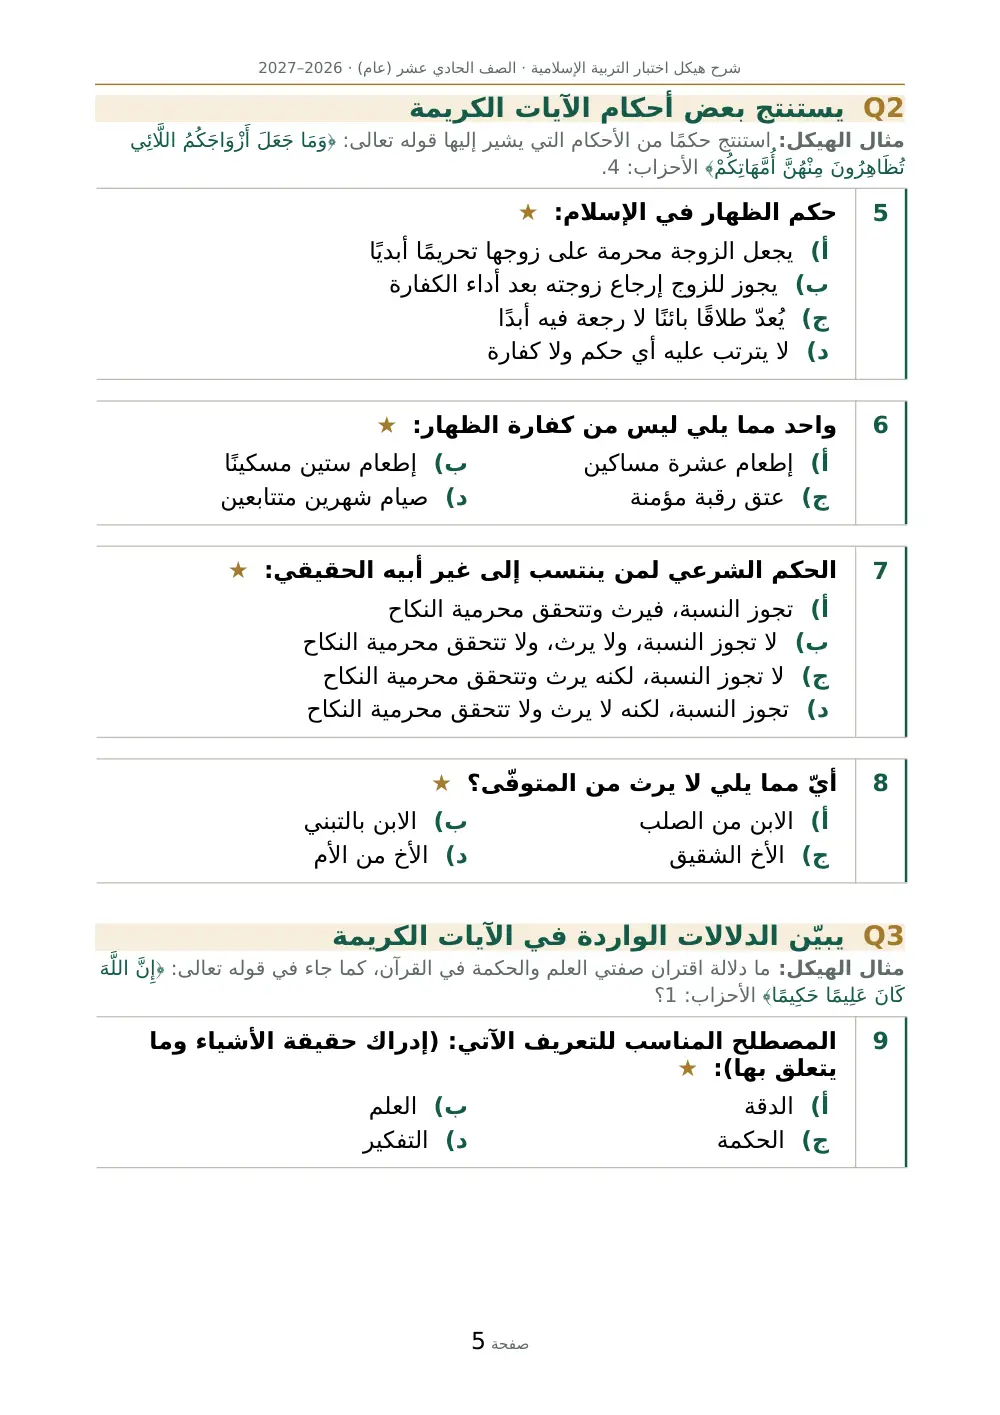 شرح هيكل اختبار التربية الإسلامية · الصف الحادي عشر (عام) · 2026–2027
Q2 يستنتج بعض أحكام الآيات الكريمة
مثال الهيكل: استنتج حكمًا من الأحكام التي يشير إليها قوله تعالى: ﴿وَمَا جَعَلَ أَزْوَاجَكُمُ اللَّائِي
تُظَاهِرُونَ مِنْهُنَّ أُمَّهَاتِكُمْ﴾ الأحزاب: 4.
5 حكم الظهار في الإسلام: ★
أ) يجعل الزوجة محرمة على زوجها تحريمًا أبديًا
ب) يجوز للزوج إرجاع زوجته بعد أداء الكفارة
ج) يُعدّ طلاقًا بائنًا لا رجعة فيه أبدًا
د) لا يترتب عليه أي حكم ولا كفارة
6 واحد مما يلي ليس من كفارة الظهار: ★
أ) إطعام عشرة مساكين ب) إطعام ستين مسكينًا
ج) عتق رقبة مؤمنة د) صيام شهرين متتابعين
7 الحكم الشرعي لمن ينتسب إلى غير أبيه الحقيقي: ★
أ) تجوز النسبة، فيرث وتتحقق محرمية النكاح
ب) لا تجوز النسبة، ولا يرث، ولا تتحقق محرمية النكاح
ج) لا تجوز النسبة، لكنه يرث وتتحقق محرمية النكاح
د) تجوز النسبة، لكنه لا يرث ولا تتحقق محرمية النكاح
8 أيّ مما يلي لا يرث من المتوفّى؟ ★
أ) الابن من الصلب ب) الابن بالتبني
ج) الأخ الشقيق د) الأخ من الأم
Q3 يبيّن الدلالات الواردة في الآيات الكريمة
مثال الهيكل: ما دلالة اقتران صفتي العلم والحكمة في القرآن، كما جاء في قوله تعالى: ﴿إِنَّ اللَّهَ
كَانَ عَلِيمًا حَكِيمًا﴾ الأحزاب: 1؟
9 المصطلح المناسب للتعريف الآتي: (إدراك حقيقة الأشياء وما
يتعلق بها): ★
أ) الدقة ب) العلم
ج) الحكمة د) التفكير
صفحة 5